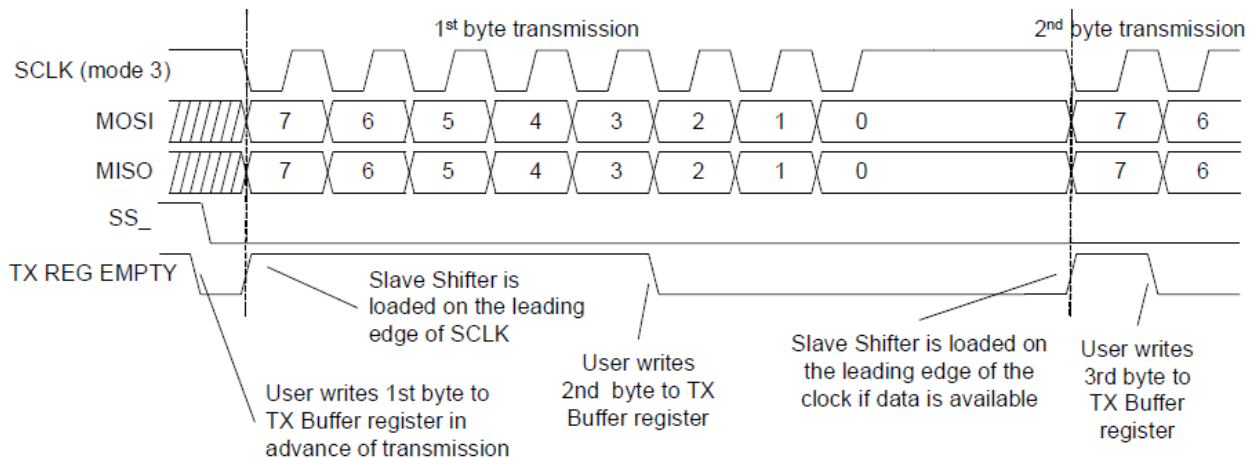 1st byte transmission
2nd byte transmission
SCLK (mode 3)
MOSI
7 6 5 4 3 2 1 0 7 6
MISO
7 6 5 4 3 2 1 0 7 6
SS_
TX REG EMPTY
Slave Shifter is
loaded on the leading
edge of SCLK
User writes 1st byte to
TX Buffer register in
advance of transmission
User writes
2nd byte to TX
Buffer register
Slave Shifter is loaded on
the leading edge of the
clock if data is available
User writes
3rd byte to
TX Buffer
register